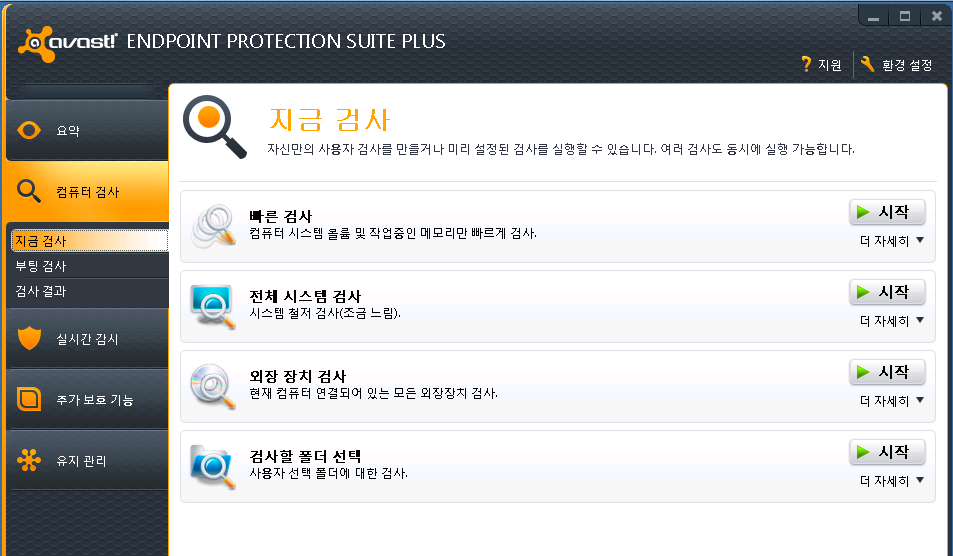 avast! ENDPOINT PROTECTION SUITE PLUS
? 지원
환경 설정
요약
컴퓨터 검사
지금 검사
부팅 검사
검사 결과
실시간 감시
추가 보호 기능
유지 관리
지금 검사
자신만의 사용자 검사를 만들거나 미리 설정된 검사를 실행할 수 있습니다. 여러 검사도 동시에 실행 가능합니다.
빠른 검사
컴퓨터 시스템 볼륨 및 작업중인 메모리만 빠르게 검사.
시작
더 자세히
전체 시스템 검사
시스템 철저 검사(조금 느림).
시작
더 자세히
외장 장치 검사
현재 컴퓨터 연결되어 있는 모든 외장장치 검사.
시작
더 자세히
검사할 폴더 선택
사용자 선택 폴더에 대한 검사.
시작
더 자세히